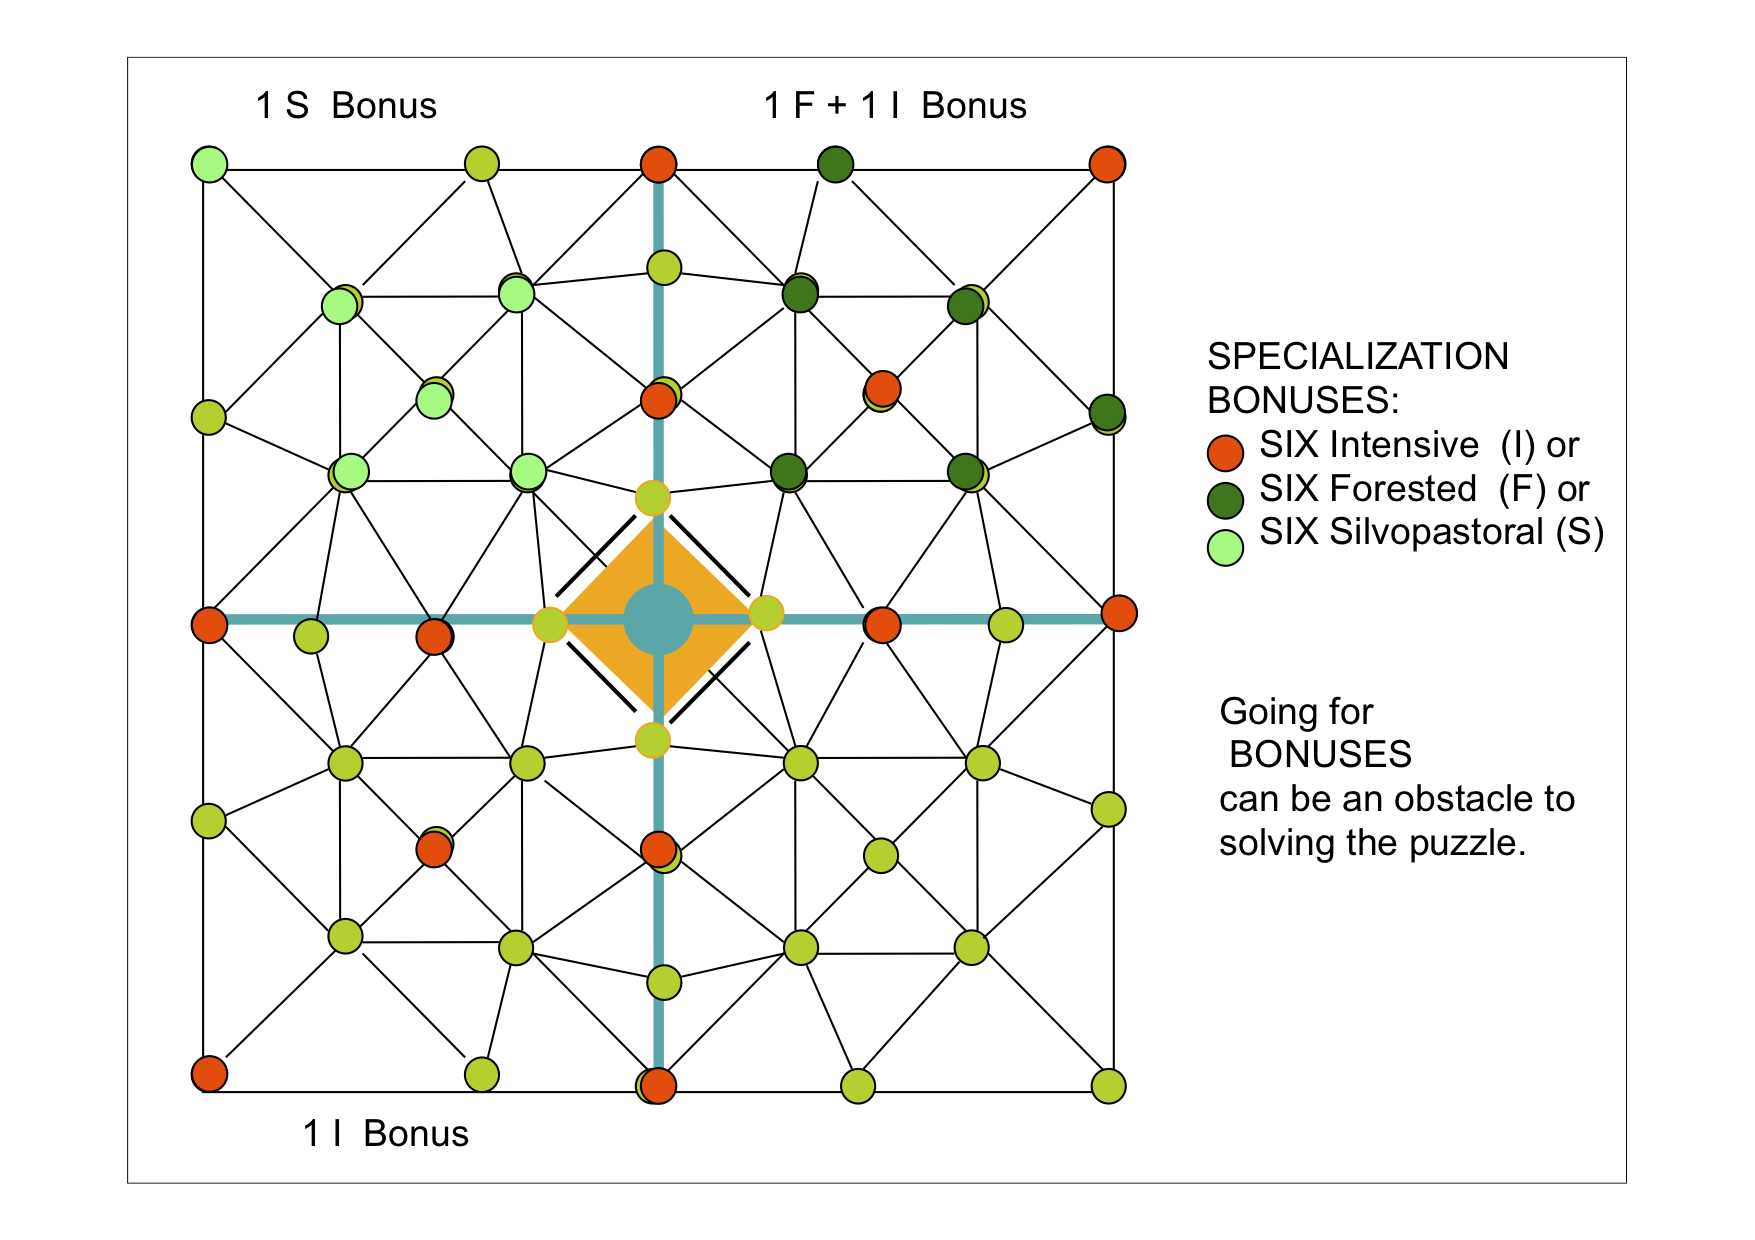 1 S  Bonus
1 F + 1 I  Bonus
SPECIALIZATION
BONUSES:
SIX Intensive  (I) or
SIX Forested  (F) or
SIX Silvopastoral (S)
Going for
BONUSES
can be an obstacle to
solving the puzzle.
1 I  Bonus